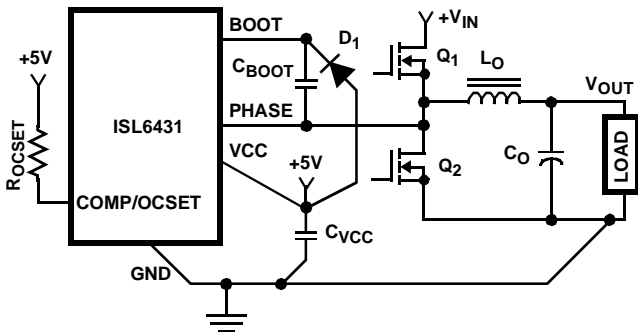 +VIN
BOOT
D1
+5V
CBOOT
Q1
LO
VOUT
PHASE
ISL6431
ROCSET
VCC
+5V
Q2
CO
LOAD
COMP/OCSET
CVCC
GND